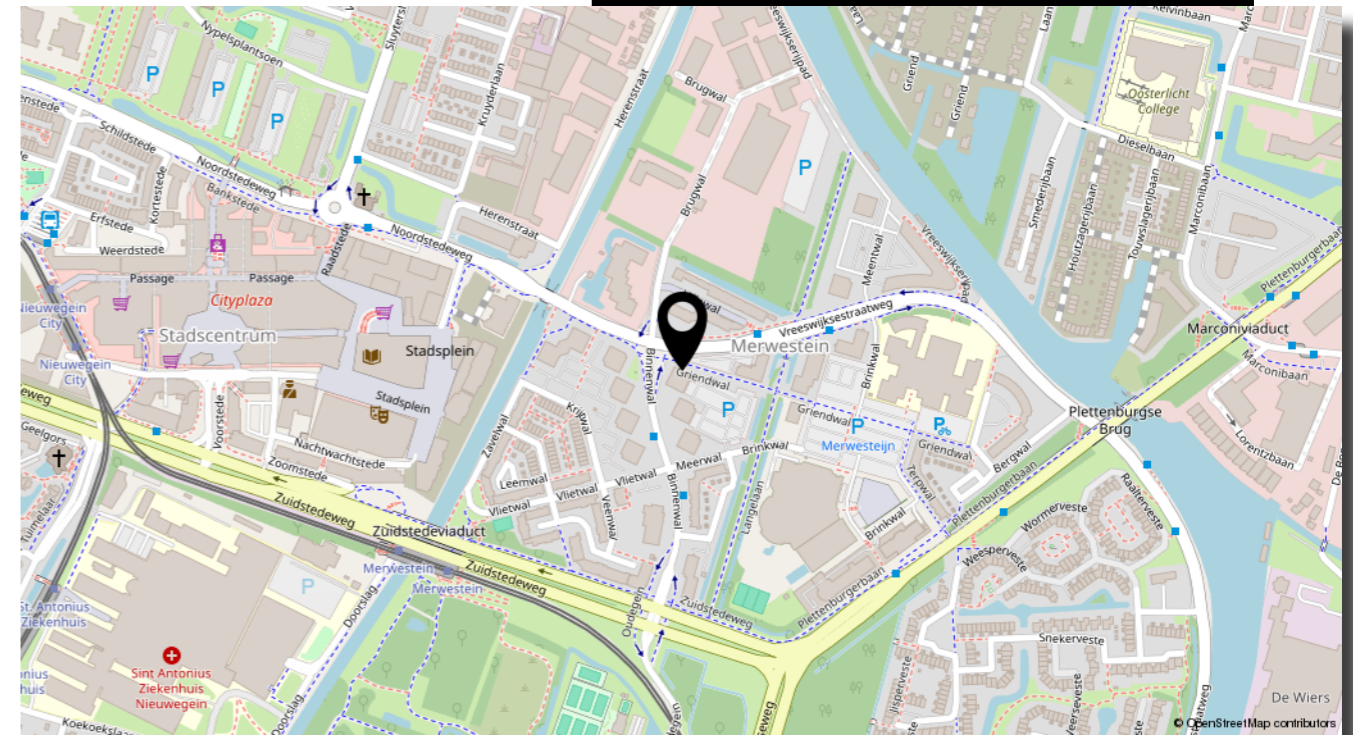 Nypelsplantsoen
Kruyderlaan
Herenstraat
Brugwal
Griend
Griend
Oosterlicht
College
Kelvinbaan
Dieselbaan
Schildstede
Noordstedeweg
Bankstede
Kortestede
Erfstede
Weerdstede
Raadstede
Passage
Passage
Herenstraat
Noordstedeweg
Brugwal
Meentwal
Smederijbaan
Houtzagerijbaan
Touwslagerijbaan
Marconibaan
Plettenburgerbaan
Nieuwegein
City
Cityplaza
Stadscentrum
Nieuwegein
City
Stadsplein
Stadsplein
Vreeswijksestraatweg
Merwestein
Marconiviaduct
Marconibaan
Binnenwal
Griendwal
Brinkwal
Griendwal
Merwesteijn
Griendwal
Plettenburgse
Brug
Lorentzbaan
Geelgors
Voorstede
Nachtwachtstede
Zoomstede
Zavelwal
Krijtwal
Leemwal
Vlietwal
Vlietwal
Vlietwal
Veenwal
Meerwal
Brinkwal
Binnenwal
Langelaan
Terpwal
Bergwal
Brinkwal
Plettenburgerbaan
Raalterveste
Wormerveste
Weesperveste
Zuidstedeweg
Zuidstedeviaduct
Merwestein
Merwestein
Zuidstedeweg
Zuidstedeweg
Oudegein
Plettenburgerbaan
Snekerveste
Jisperveste
St. Antonius
Ziekenhuis
Sint Antonius
Ziekenhuis
Nieuwegein
Doorslag
Doorslag
De Wiers
© OpenStreetMap contributors